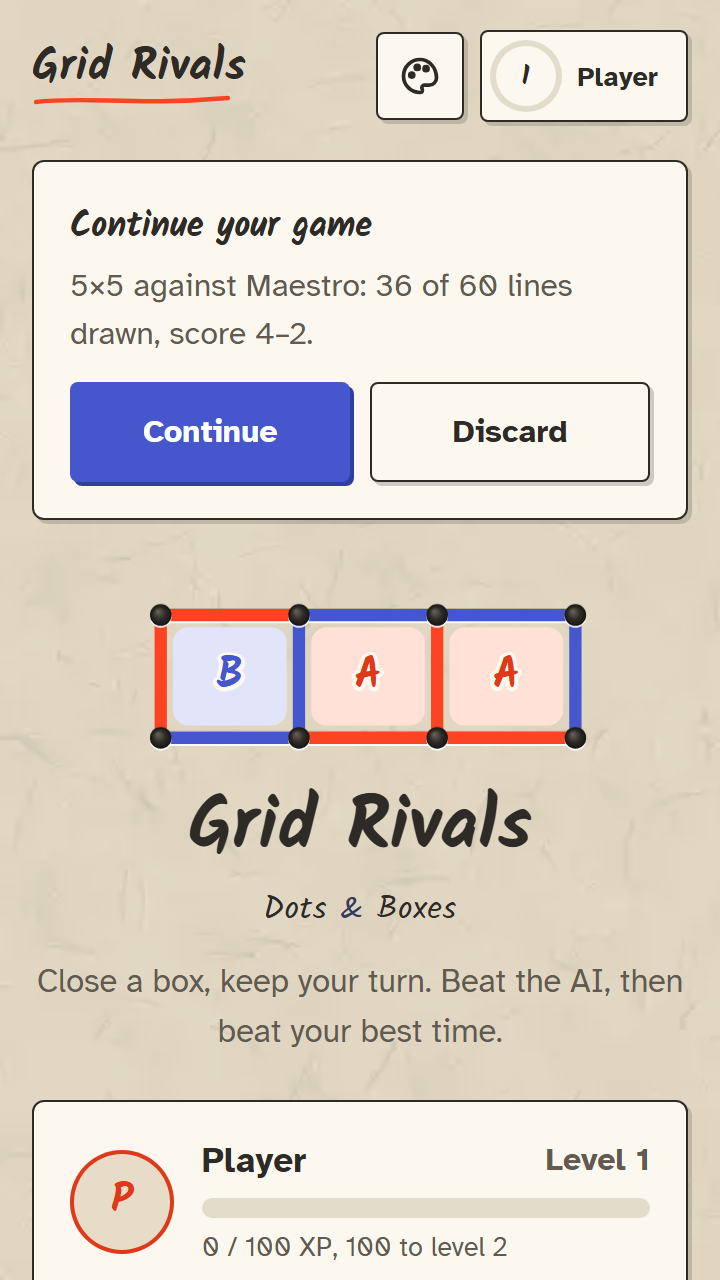 Grid Rivals
1
Player
Continue your game
5×5 against Maestro: 36 of 60 lines
drawn, score 4–2.
Continue
Discard
B
A
A
Grid Rivals
Dots & Boxes
Close a box, keep your turn. Beat the AI, then
beat your best time.
Player
Level 1
P
0 / 100 XP, 100 to level 2